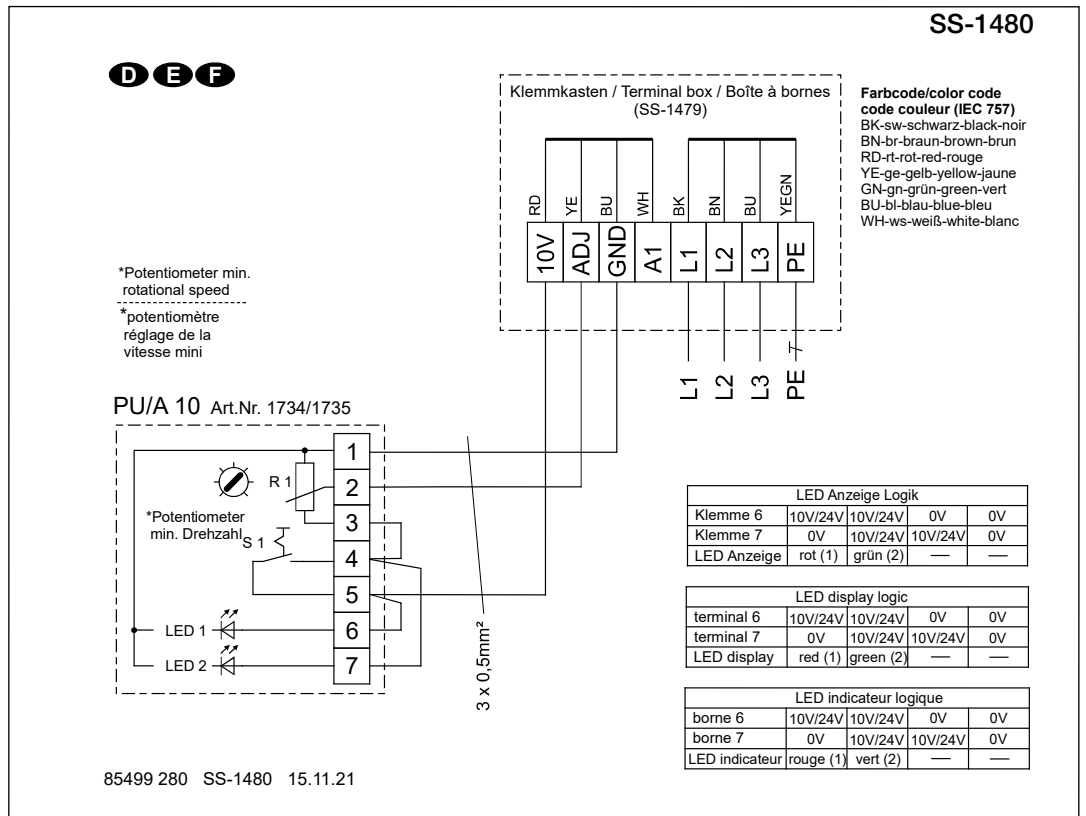 SS-1480
D E F
Klemmkasten / Terminal box / Boîte à bornes
(SS-1479)
RD YE BU WH BK BN BU YEGN
10V ADJ GND A1 L1 L2 L3 PE
L1 L2 L3 PE
Farbcode/color code
code couleur (IEC 757)
BK-sw-schwarz-black-noir
BN-br-braun-brown-brun
RD-rt-rot-red-rouge
YE-ge-gelb-yellow-jaune
GN-gn-grün-green-vert
BU-bl-blau-blue-bleu
WH-ws-weiß-white-blanc
*Potentiometer min.
rotational speed
*potentiomètre
réglage de la
vitesse mini
PU/A 10 Art.Nr. 1734/1735
R 1
*Potentiometer
min. Drehzahl
S 1
LED 1
LED 2
1
2
3
4
5
6
7
3 x 0,5mm²
LED Anzeige Logik
Klemme 6 10V/24V 10V/24V 0V 0V
Klemme 7 0V 10V/24V 10V/24V 0V
LED Anzeige rot (1) grün (2) — —
LED display logic
terminal 6 10V/24V 10V/24V 0V 0V
terminal 7 0V 10V/24V 10V/24V 0V
LED display red (1) green (2) — —
LED indicateur logique
borne 6 10V/24V 10V/24V 0V 0V
borne 7 0V 10V/24V 10V/24V 0V
LED indicateur rouge (1) vert (2) — —
85499 280 SS-1480 15.11.21